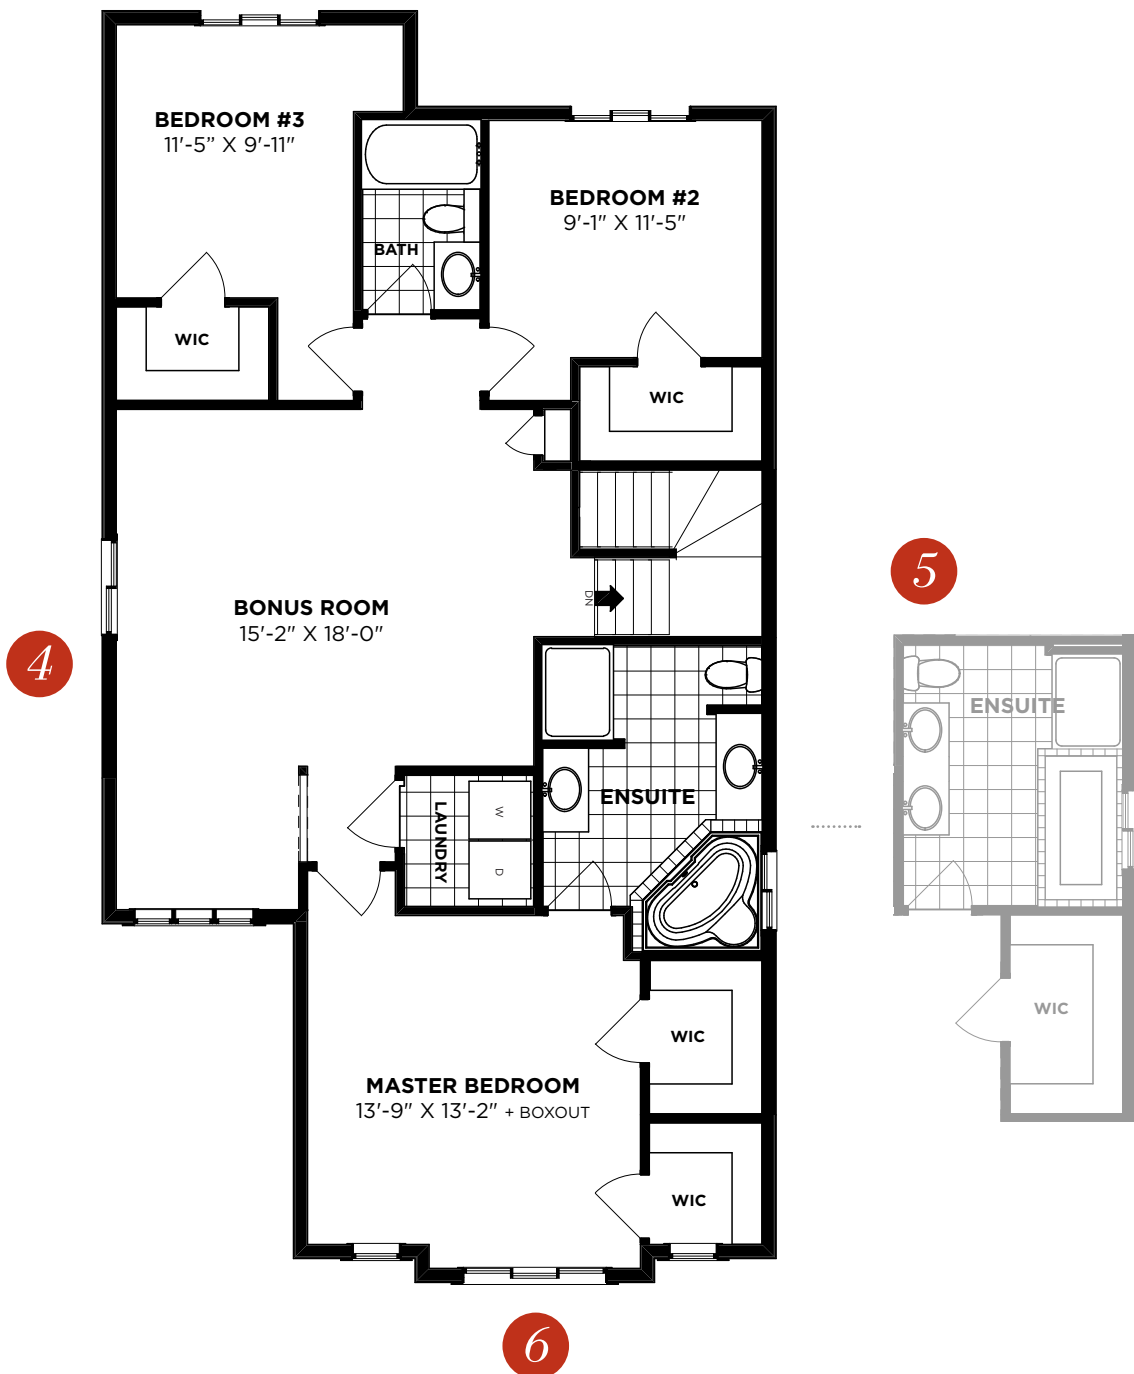 BEDROOM #3
11'-5" X 9'-11"
BEDROOM #2
9'-1" X 11'-5"
BATH
WIC
WIC
DN
5
BONUS ROOM
15'-2" X 18'-0"
4
ENSUITE
ENSUITE
LAUNDRY
W
D
WIC
WIC
MASTER BEDROOM
13'-9" X 13'-2" + BOXOUT
WIC
6